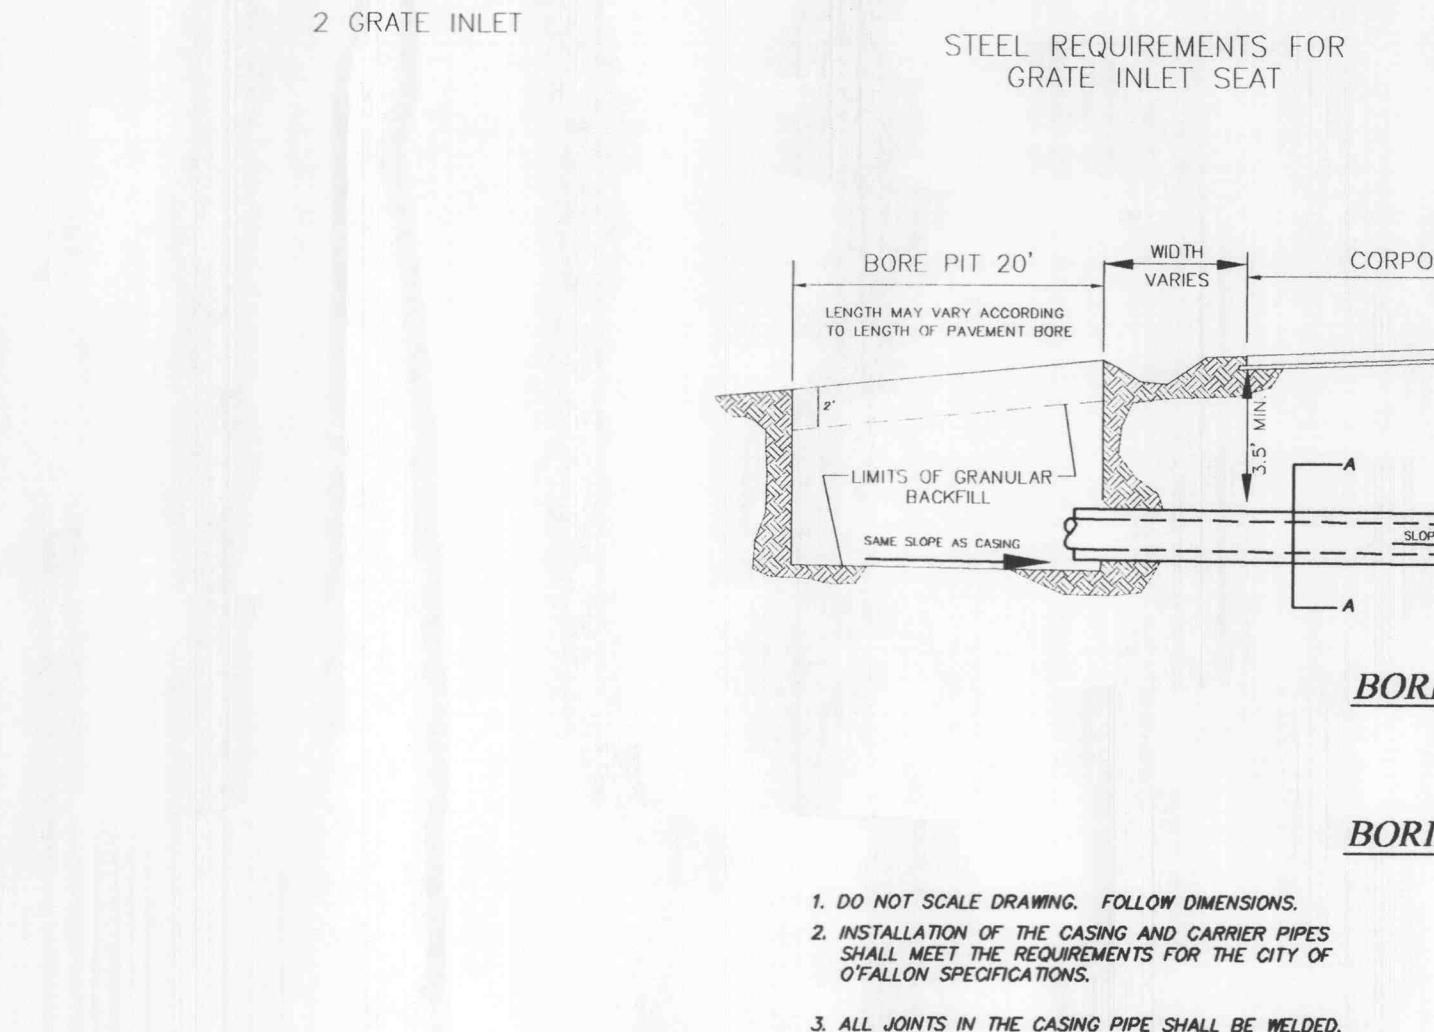 2 GRATE INLET
STEEL REQUIREMENTS FOR
GRATE INLET SEAT
BORE PIT 20'
WIDTH
VARIES
CORPO
LENGTH MAY VARY ACCORDING
TO LENGTH OF PAVEMENT BORE
2'
3.5' MIN.
A
LIMITS OF GRANULAR
BACKFILL
SAME SLOPE AS CASING
SLOP
A
BOR
BORI
1. DO NOT SCALE DRAWING. FOLLOW DIMENSIONS.
2. INSTALLATION OF THE CASING AND CARRIER PIPES
SHALL MEET THE REQUIREMENTS FOR THE CITY OF
O'FALLON SPECIFICATIONS.
3. ALL JOINTS IN THE CASING PIPE SHALL BE WELDED.